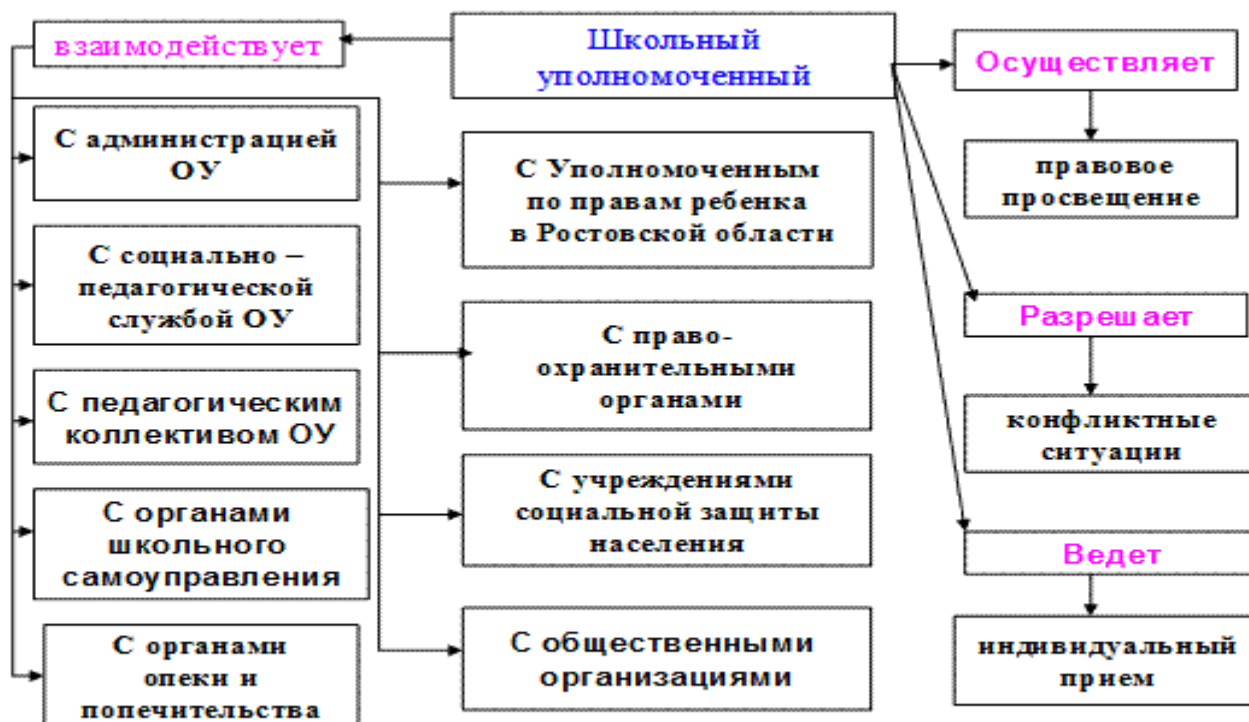 взаимодействует
Школьный
уполномоченный
Осуществляет
С администрацией
ОУ
С социально –
педагогической
службой ОУ
С педагогическим
коллективом ОУ
С органами
школьного
самоуправления
С органами
опеки и
попечительства
С Уполномоченным
по правам ребенка
в Ростовской области
С право-
охранительными
органами
С учреждениями
социальной защиты
населения
С общественными
организациями
правовое
просвещение
Разрешает
конфликтные
ситуации
Ведет
индивидуальный
прием